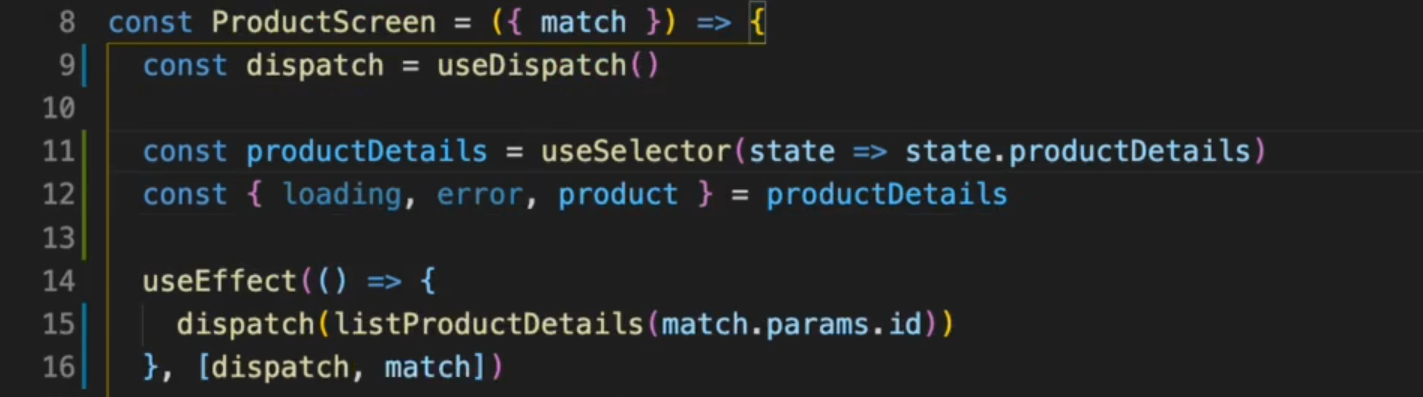 8 const ProductScreen = ({ match }) => {
9 const dispatch = useDispatch()
10
11 const productDetails = useSelector(state => state.productDetails)
12 const { loading, error, product } = productDetails
13
14 useEffect(() => {
15 dispatch(listProductDetails(match.params.id))
16 }, [dispatch, match])